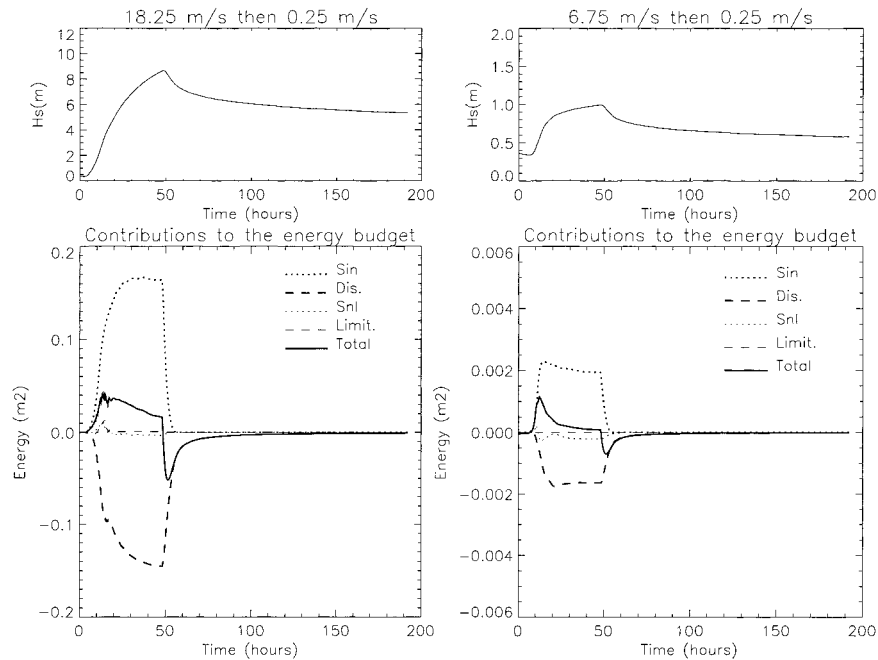 18.25 m/s then 0.25 m/s
12
10
8
6
4
2
0
Hs(m)
0 50 100 150 200
Time (hours)
6.75 m/s then 0.25 m/s
2.0
1.5
1.0
0.5
0.0
Hs(m)
0 50 100 150 200
Time (hours)
Contributions to the energy budget
0.2
0.1
0.0
-0.1
-0.2
Energy (m2)
Sin
Dis.
Snl
Limit.
Total
0 50 100 150 200
Time (hours)
Contributions to the energy budget
0.006
0.004
0.002
0.000
-0.002
-0.004
-0.006
Energy (m2)
Sin
Dis.
Snl
Limit.
Total
0 50 100 150 200
Time (hours)